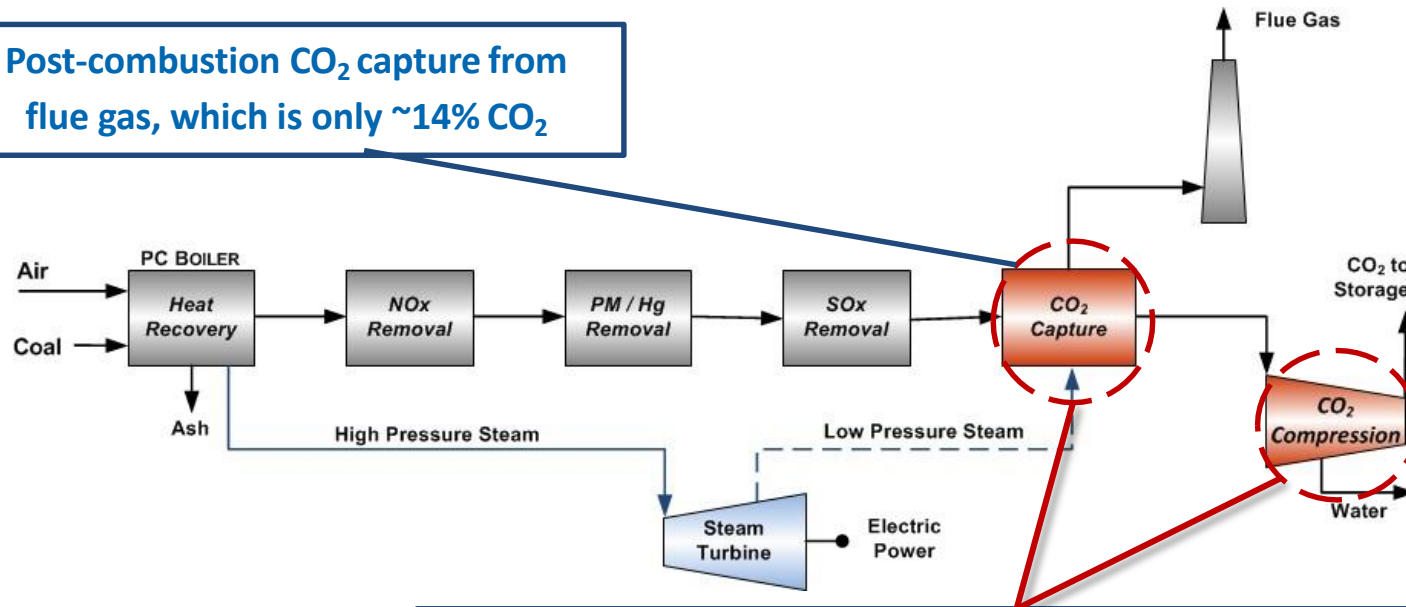 Post-combustion CO₂ capture from
flue gas, which is only ~14% CO₂
Flue Gas
Air
Coal
PC BOILER
Heat
Recovery
NOx
Removal
PM / Hg
Removal
SOx
Removal
CO₂
Capture
CO₂ to
Storage
Ash
High Pressure Steam
Low Pressure Steam
CO₂
Compression
Water
Steam
Turbine
Electric
Power